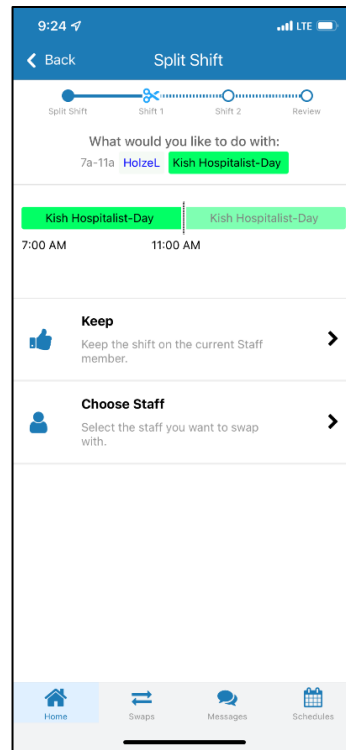 9:24 LTE
Back Split Shift
Split Shift Shift 1 Shift 2 Review
What would you like to do with:
7a-11a HolzeL Kish Hospitalist-Day
Kish Hospitalist-Day Kish Hospitalist-Day
7:00 AM 11:00 AM
Keep
Keep the shift on the current Staff
member.
Choose Staff
Select the staff you want to swap
with.
Home Swaps Messages Schedules